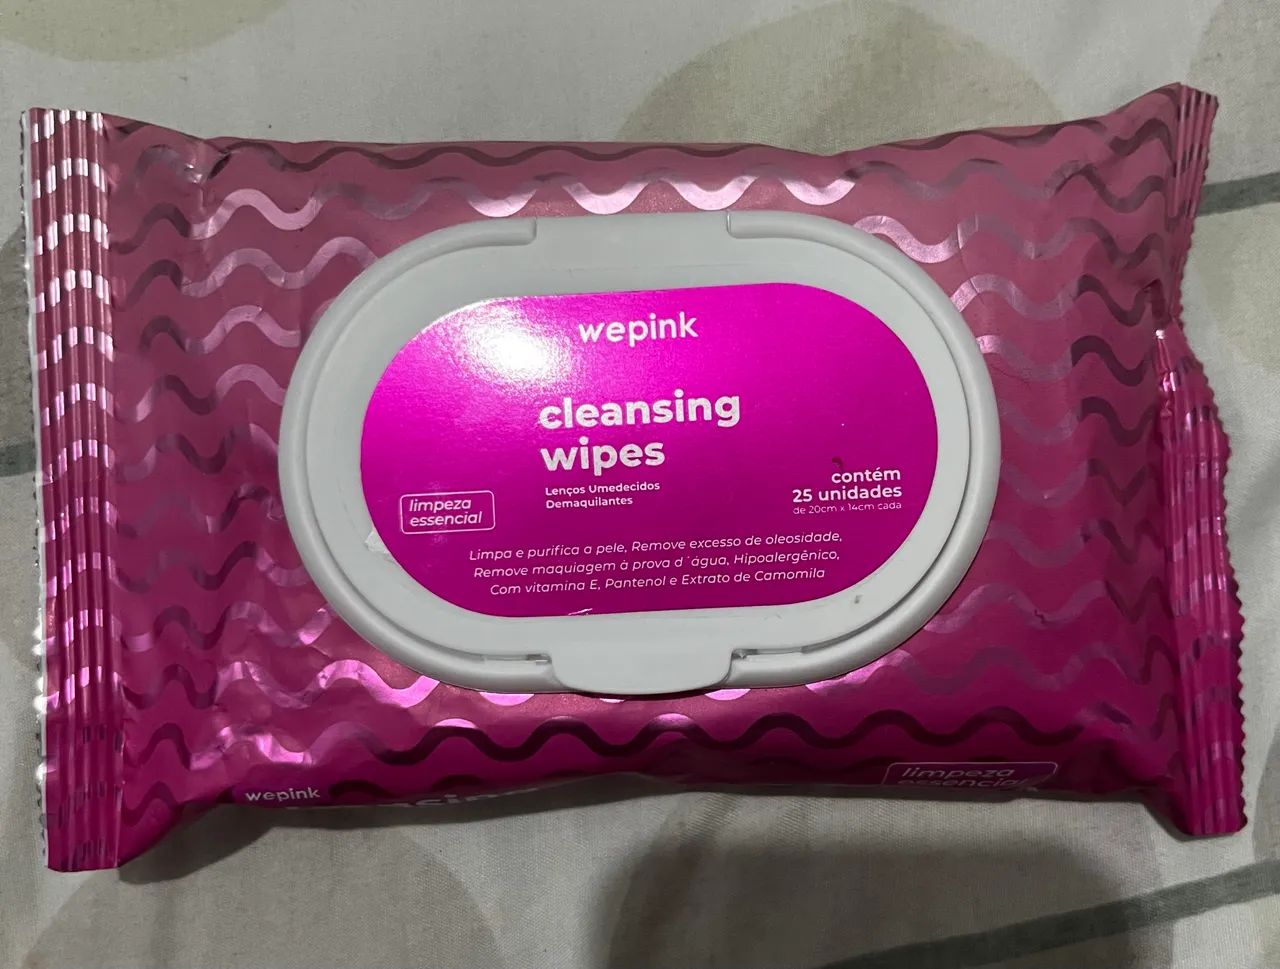 wepink
cleansing
wipes
Lenços Umedecidos
Demaquilantes
limpeza
essencial
contém
25 unidades
de 20cm x 14cm cada
Limpa e purifica a pele, Remove excesso de oleosidade,
Remove maquiagem à prova d´água, Hipoalergênico,
Com vitamina E, Pantenol e Extrato de Camomila
wepink
limpeza
essencial